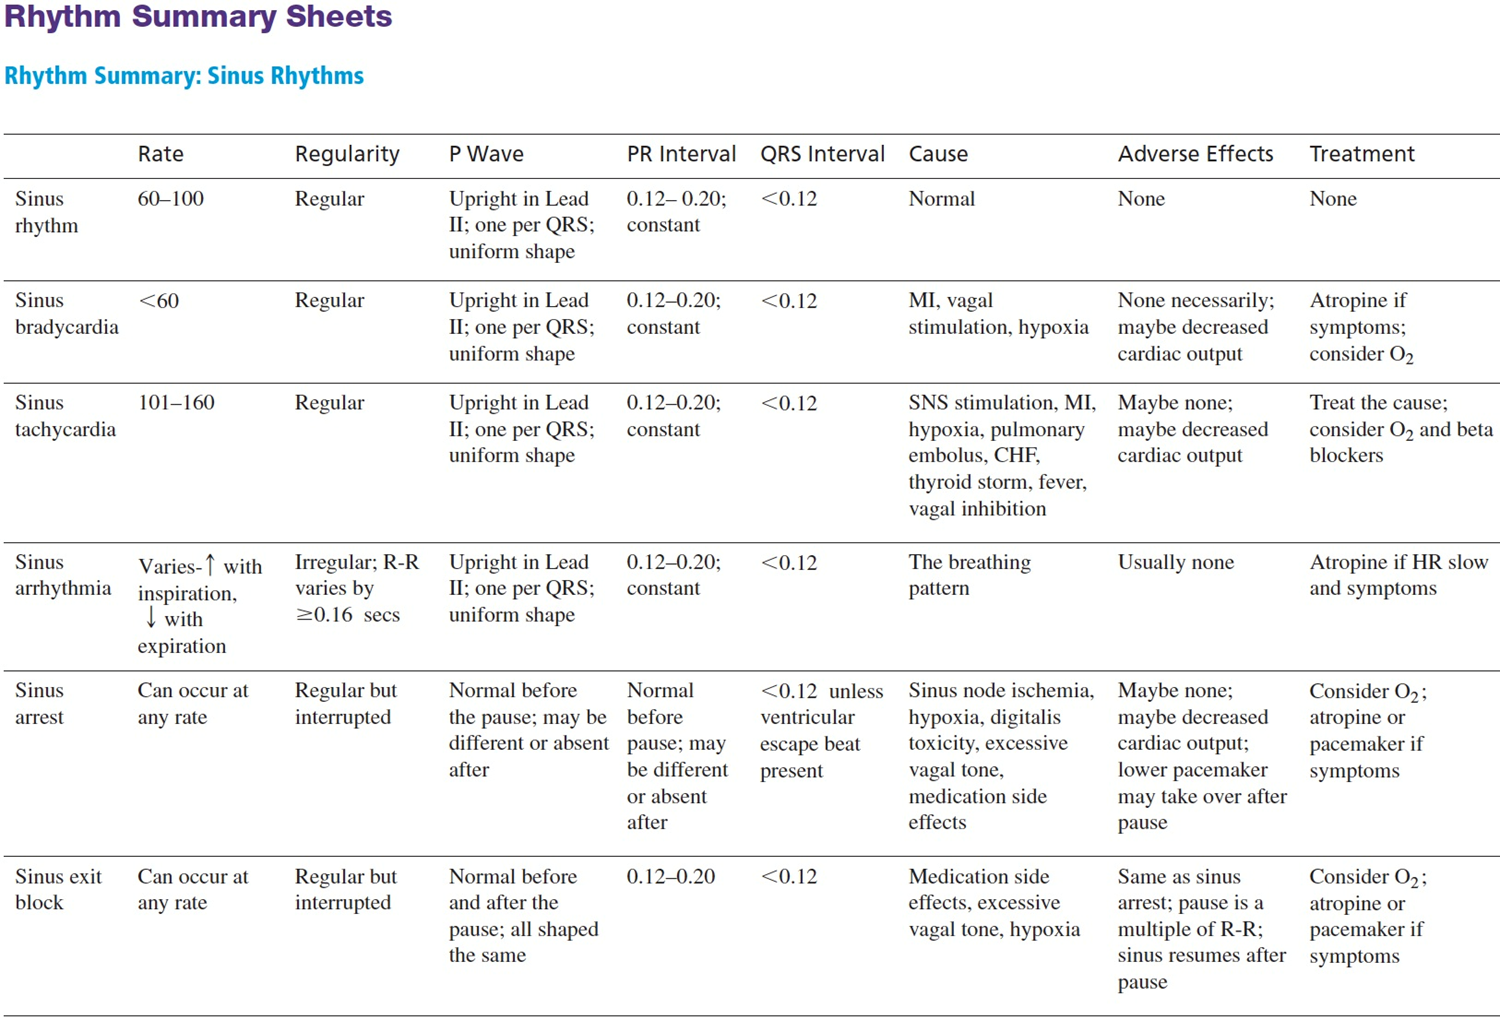 Rhythm Summary Sheets
Rhythm Summary: Sinus Rhythms
Rate Regularity P Wave PR Interval QRS Interval Cause Adverse Effects Treatment
Sinus 60–100 Regular Upright in Lead 0.12– 0.20; <0.12 Normal None None
rhythm II; one per QRS; constant
uniform shape
Sinus <60 Regular Upright in Lead 0.12–0.20; <0.12 MI, vagal None necessarily; Atropine if
bradycardia II; one per QRS; constant stimulation, hypoxia maybe decreased symptoms;
uniform shape cardiac output consider O₂
Sinus 101–160 Regular Upright in Lead 0.12–0.20; <0.12 SNS stimulation, MI, Maybe none; Treat the cause;
tachycardia II; one per QRS; constant hypoxia, pulmonary maybe decreased consider O₂ and beta
uniform shape embolus, CHF, cardiac output blockers
thyroid storm, fever,
vagal inhibition
Sinus Varies-↑ with Irregular; R-R Upright in Lead 0.12–0.20; <0.12 The breathing Usually none Atropine if HR slow
arrhythmia inspiration, varies by II; one per QRS; constant pattern and symptoms
↓ with ≥0.16 secs uniform shape
expiration
Sinus Can occur at Regular but Normal before Normal <0.12 unless Sinus node ischemia, Maybe none; Consider O₂;
arrest any rate interrupted the pause; may be before ventricular hypoxia, digitalis maybe decreased atropine or
different or absent pause; may escape beat toxicity, excessive cardiac output; pacemaker if
after be different present vagal tone, lower pacemaker symptoms
or absent medication side may take over after
after effects pause
Sinus exit Can occur at Regular but Normal before 0.12–0.20 <0.12 Medication side Same as sinus Consider O₂;
block any rate interrupted and after the effects, excessive arrest; pause is a atropine or
pause; all shaped vagal tone, hypoxia multiple of R-R; pacemaker if
the same sinus resumes after symptoms
pause